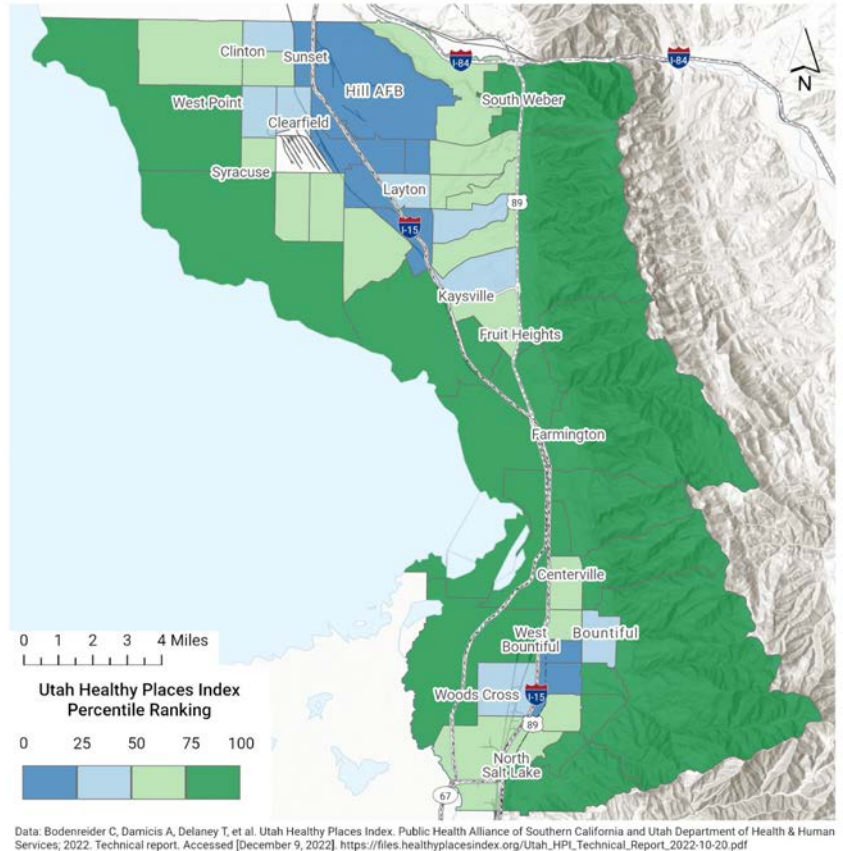 I-84
I-84
Clinton
Sunset
Hill AFB
South Weber
West Point
Clearfield
N
Syracuse
Layton
89
I-15
Kaysville
Fruit Heights
Farmington
Centerville
West
Bountiful
Bountiful
Woods Cross
I-15
89
North
Salt Lake
67
0 1 2 3 4 Miles
Utah Healthy Places Index
Percentile Ranking
0 25 50 75 100
Data: Bodenreider C, Damicis A, Delaney T, et al. Utah Healthy Places Index. Public Health Alliance of Southern California and Utah Department of Health & Human
Services; 2022. Technical report. Accessed [December 9, 2022]. https://files.healthyplacesindex.org/Utah_HPI_Technical_Report_2022-10-20.pdf